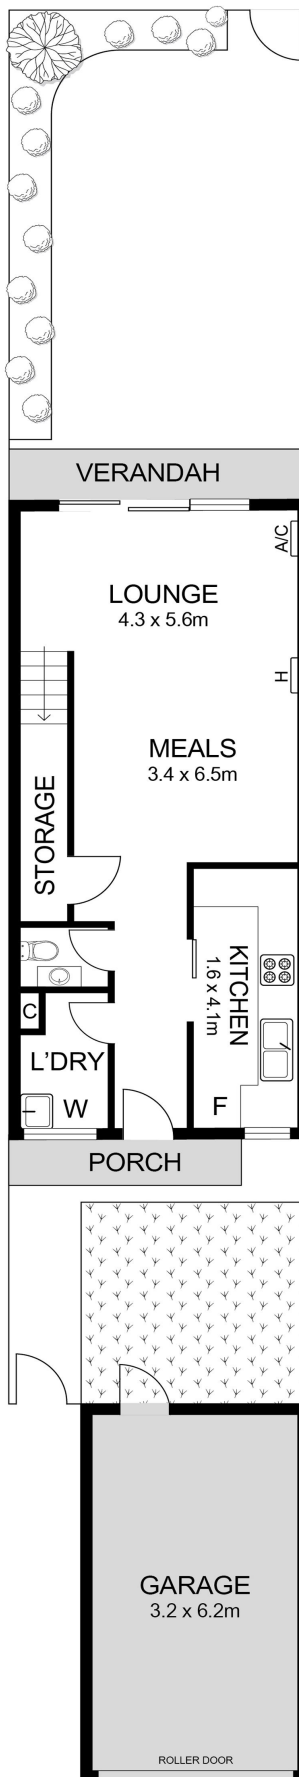 VERANDAH
A/C
LOUNGE
4.3 x 5.6m
H
MEALS
3.4 x 6.5m
STORAGE
KITCHEN
1.6 x 4.1m
C
L'DRY
W
F
PORCH
GARAGE
3.2 x 6.2m
ROLLER DOOR